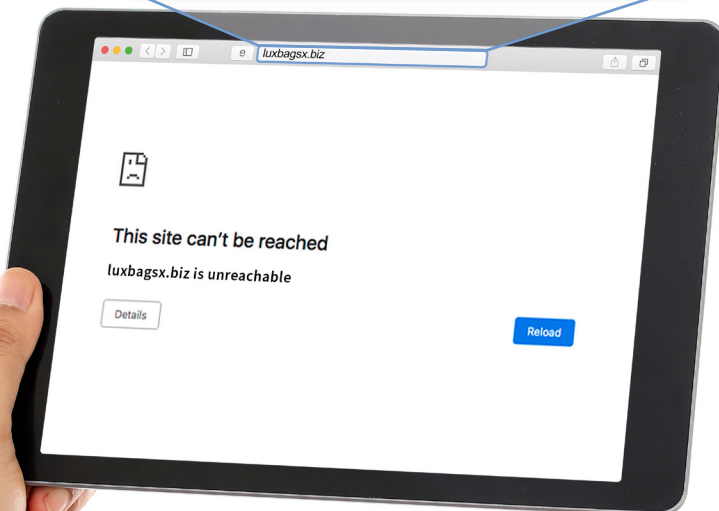 luxbagsx.biz
This site can't be reached
luxbagsx.biz is unreachable
Details
Reload